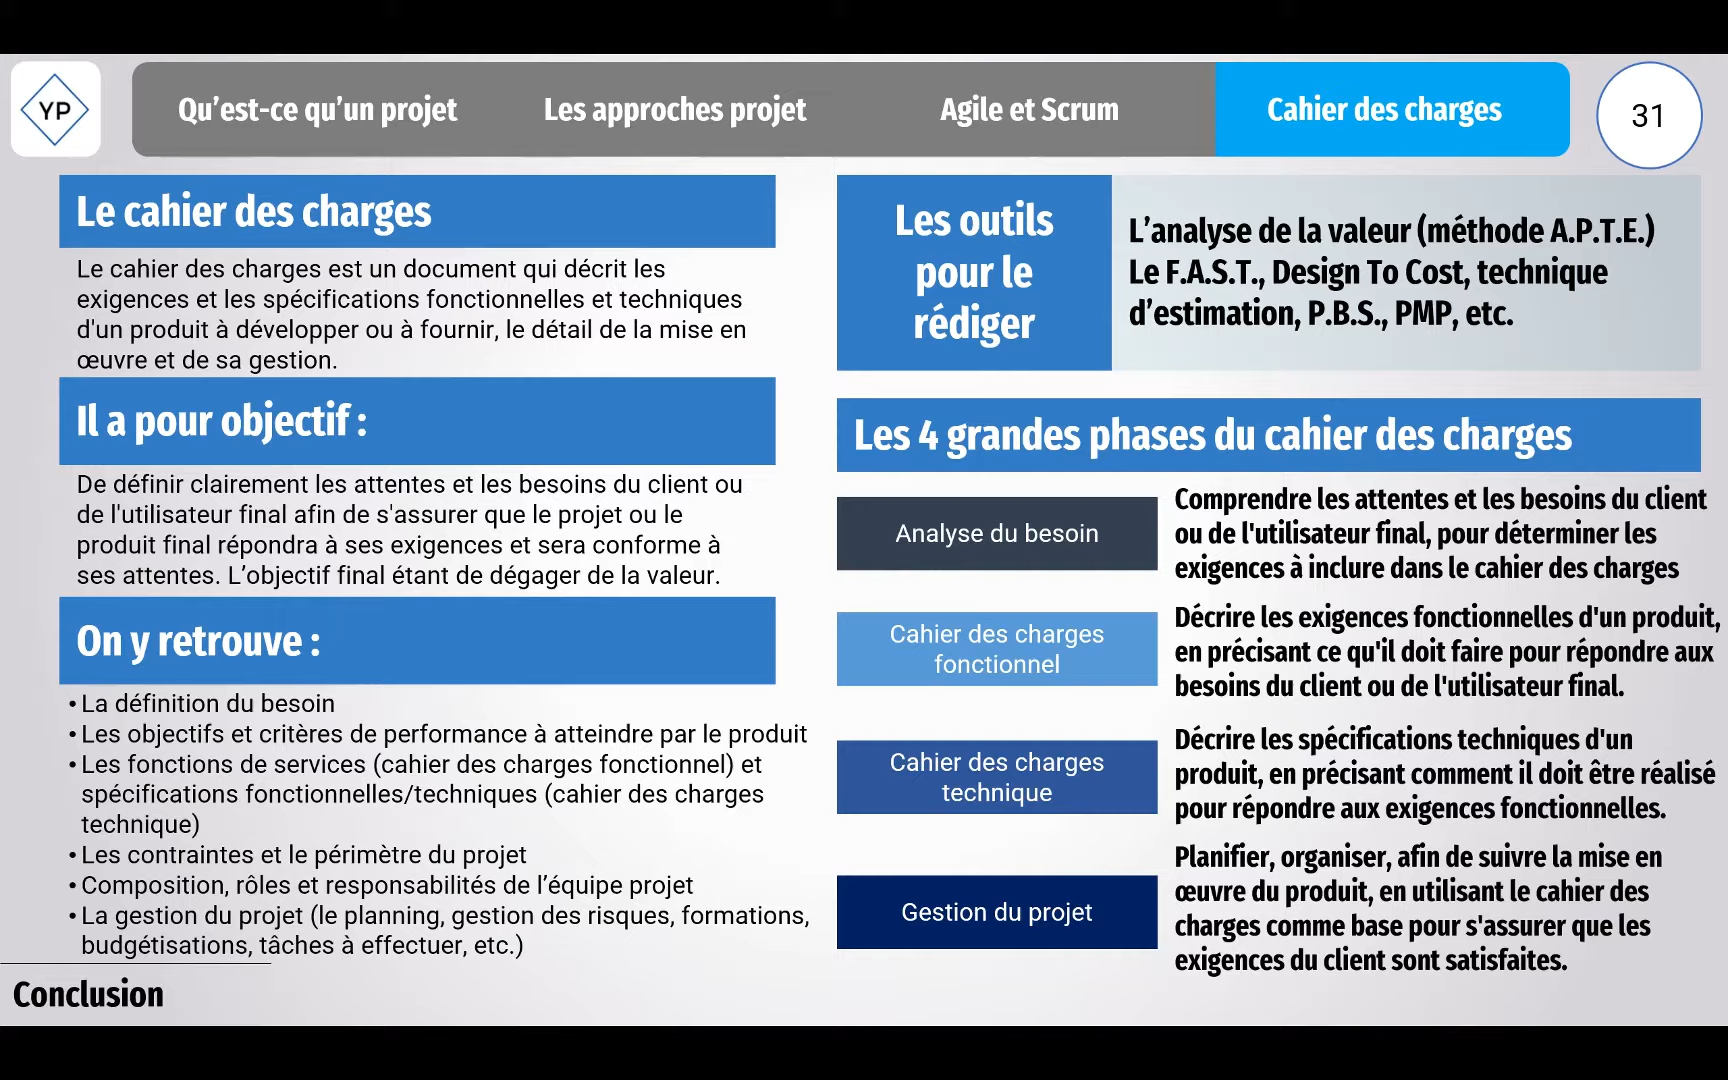 YP
Qu’est-ce qu’un projet
Les approches projet
Agile et Scrum
Cahier des charges
31
Le cahier des charges
Le cahier des charges est un document qui décrit les
exigences et les spécifications fonctionnelles et techniques
d'un produit à développer ou à fournir, le détail de la mise en
œuvre et de sa gestion.
Il a pour objectif :
De définir clairement les attentes et les besoins du client ou
de l'utilisateur final afin de s'assurer que le projet ou le
produit final répondra à ses exigences et sera conforme à
ses attentes. L’objectif final étant de dégager de la valeur.
On y retrouve :
• La définition du besoin
• Les objectifs et critères de performance à atteindre par le produit
• Les fonctions de services (cahier des charges fonctionnel) et
spécifications fonctionnelles/techniques (cahier des charges
technique)
• Les contraintes et le périmètre du projet
• Composition, rôles et responsabilités de l’équipe projet
• La gestion du projet (le planning, gestion des risques, formations,
budgétisations, tâches à effectuer, etc.)
Conclusion
Les outils
pour le
rédiger
L’analyse de la valeur (méthode A.P.T.E.)
Le F.A.S.T., Design To Cost, technique
d’estimation, P.B.S., PMP, etc.
Les 4 grandes phases du cahier des charges
Analyse du besoin
Comprendre les attentes et les besoins du client
ou de l'utilisateur final, pour déterminer les
exigences à inclure dans le cahier des charges
Cahier des charges
fonctionnel
Décrire les exigences fonctionnelles d'un produit,
en précisant ce qu'il doit faire pour répondre aux
besoins du client ou de l'utilisateur final.
Cahier des charges
technique
Décrire les spécifications techniques d'un
produit, en précisant comment il doit être réalisé
pour répondre aux exigences fonctionnelles.
Gestion du projet
Planifier, organiser, afin de suivre la mise en
œuvre du produit, en utilisant le cahier des
charges comme base pour s'assurer que les
exigences du client sont satisfaites.